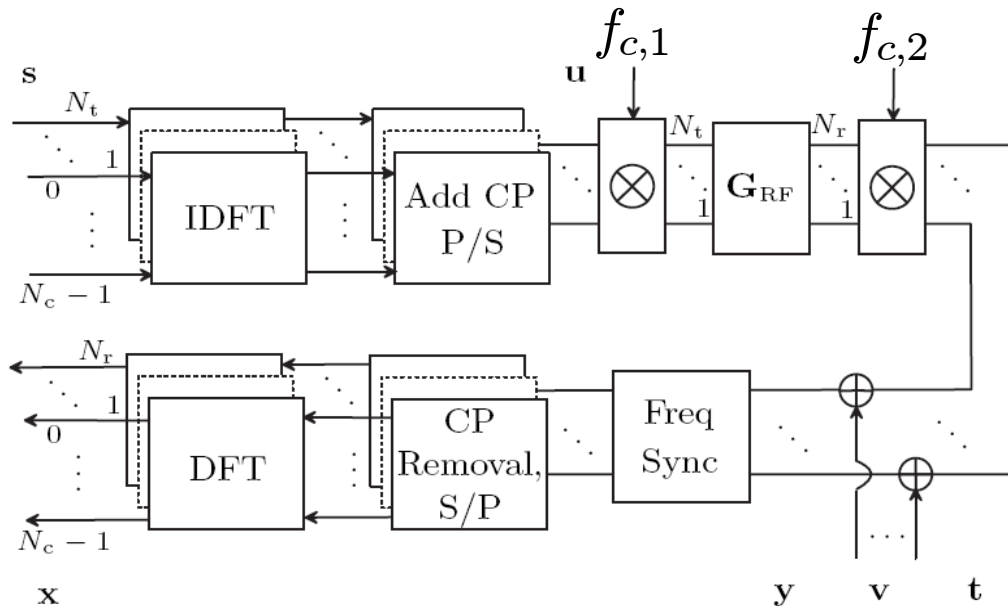 f_{c,1}
f_{c,2}
s
u
N_t
N_t
N_r
1
1
1
0
IDFT
Add CP
P/S
G_RF
N_c − 1
N_r
1
0
DFT
CP
Removal,
S/P
Freq
Sync
N_c − 1
x
y
v
t